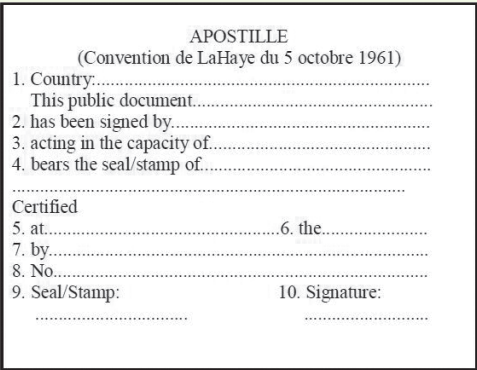 APOSTILLE
(Convention de LaHaye du 5 octobre 1961)
1. Country:..........................................................................
This public document.....................................................
2. has been signed by.........................................................
3. acting in the capacity of.................................................
4. bears the seal/stamp of...................................................
.......................................................................................
Certified
5. at....................................................6. the.......................
7. by....................................................................................
8. No...................................................................................
9. Seal/Stamp: 10. Signature:
.................................. ...........................